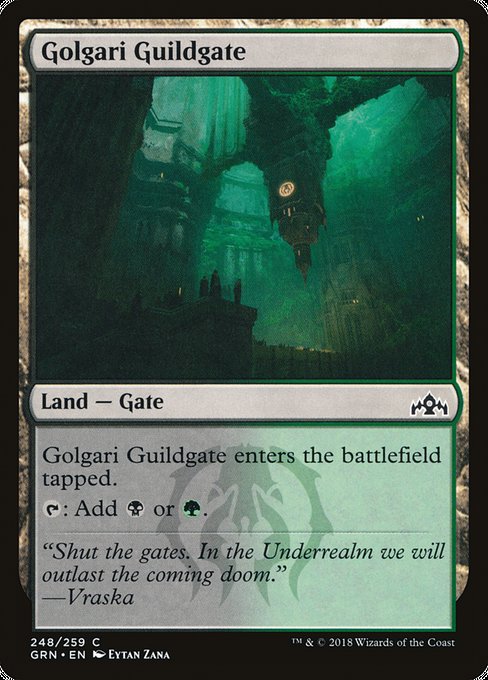 Golgari Guildgate
Land — Gate
Golgari Guildgate enters the battlefield
tapped.
: Add or .
“Shut the gates. In the Underrealm we will
outlast the coming doom.”
—Vraska
248/259 C
GRN • EN Eytan Zana
™ & © 2018 Wizards of the Coast